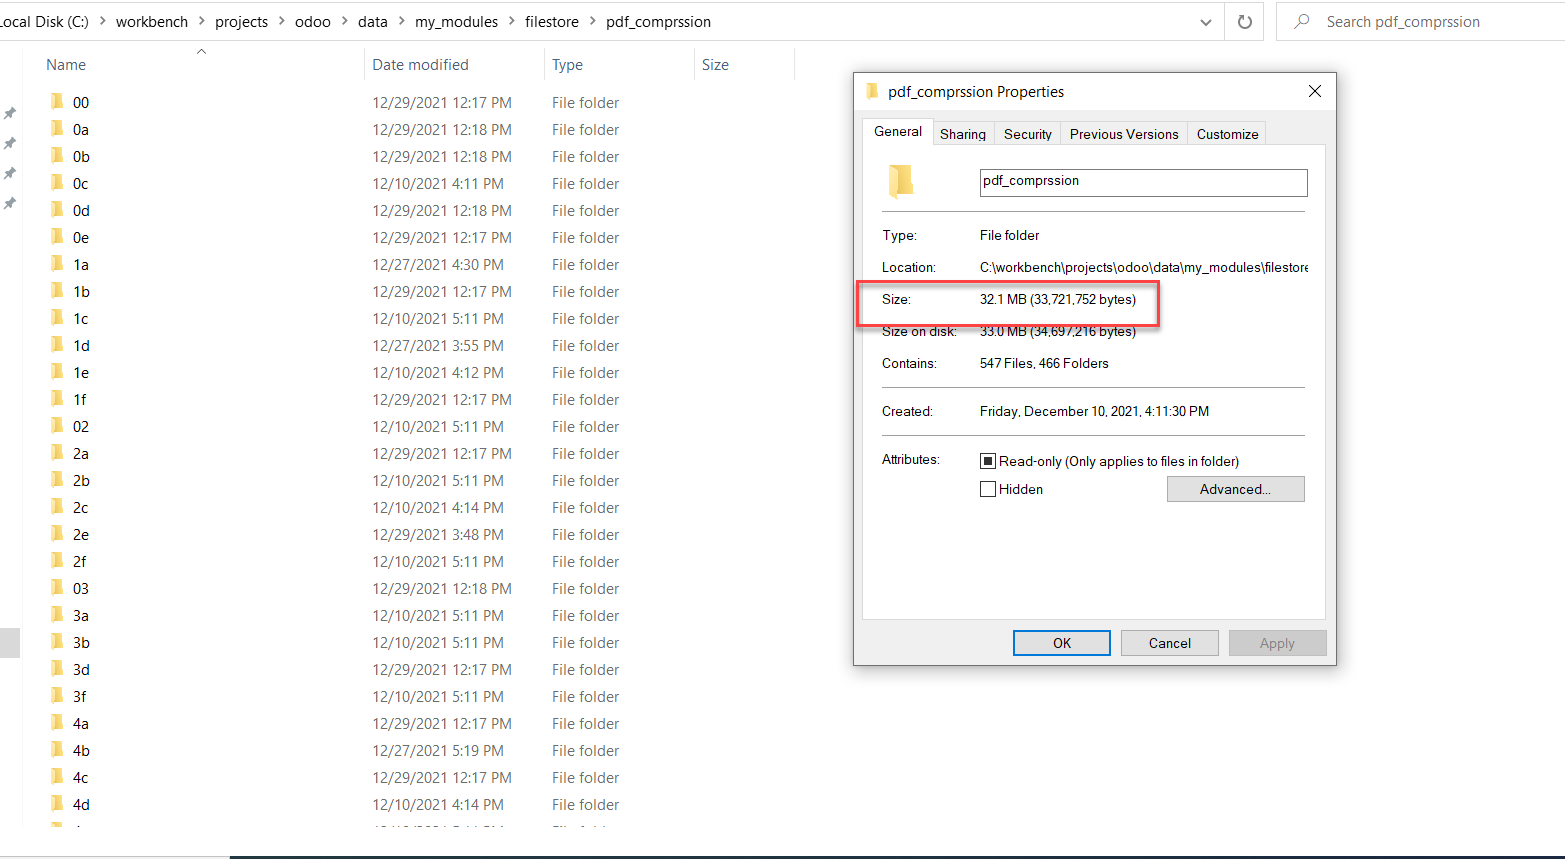 Local Disk (C:) > workbench > projects > odoo > data > my_modules > filestore > pdf_comprssion
Search pdf_comprssion
Name Date modified Type Size
00 12/29/2021 12:17 PM File folder
0a 12/29/2021 12:18 PM File folder
0b 12/29/2021 12:18 PM File folder
0c 12/10/2021 4:11 PM File folder
0d 12/29/2021 12:18 PM File folder
0e 12/29/2021 12:17 PM File folder
1a 12/27/2021 4:30 PM File folder
1b 12/29/2021 12:17 PM File folder
1c 12/10/2021 5:11 PM File folder
1d 12/27/2021 3:55 PM File folder
1e 12/10/2021 4:12 PM File folder
1f 12/29/2021 12:17 PM File folder
02 12/10/2021 5:11 PM File folder
2a 12/29/2021 12:17 PM File folder
2b 12/10/2021 5:11 PM File folder
2c 12/10/2021 4:14 PM File folder
2e 12/29/2021 3:48 PM File folder
2f 12/10/2021 5:11 PM File folder
03 12/29/2021 12:18 PM File folder
3a 12/10/2021 5:11 PM File folder
3b 12/10/2021 5:11 PM File folder
3d 12/29/2021 12:17 PM File folder
3f 12/10/2021 5:11 PM File folder
4a 12/29/2021 12:17 PM File folder
4b 12/27/2021 5:19 PM File folder
4c 12/29/2021 12:17 PM File folder
4d 12/10/2021 4:14 PM File folder
pdf_comprssion Properties
General Sharing Security Previous Versions Customize
pdf_comprssion
Type: File folder
Location: C:\workbench\projects\odoo\data\my_modules\filestore
Size: 32.1 MB (33,721,752 bytes)
Size on disk: 33.0 MB (34,697,216 bytes)
Contains: 547 Files, 466 Folders
Created: Friday, December 10, 2021, 4:11:30 PM
Attributes: Read-only (Only applies to files in folder)
Hidden Advanced...
OK Cancel Apply